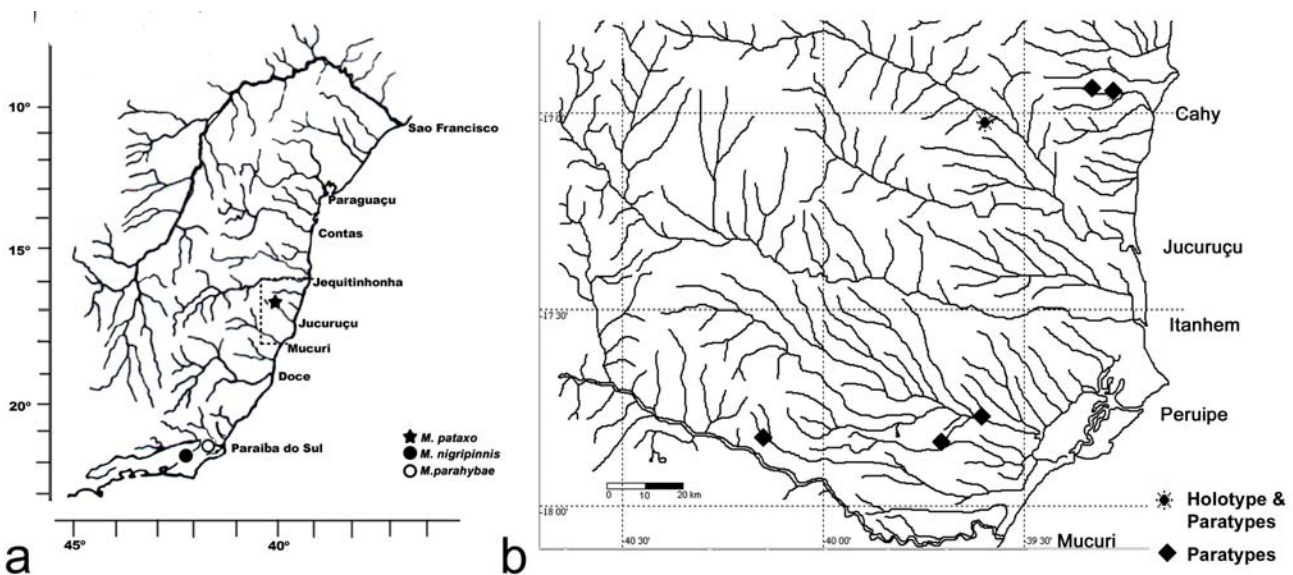 10°
15°
20°
45°
40°
Sao Francisco
Paraguaçu
Contas
Jequitinhonha
Jucuruçu
Mucuri
Doce
Paraiba do Sul
M. pataxo
M. nigripinnis
M.parahybae
a
17 00'
17 30'
18 00'
40 30'
40 00'
39 30'
Cahy
Jucuruçu
Itanhem
Peruipe
Mucuri
0 10 20 km
Holotype &
Paratypes
Paratypes
b